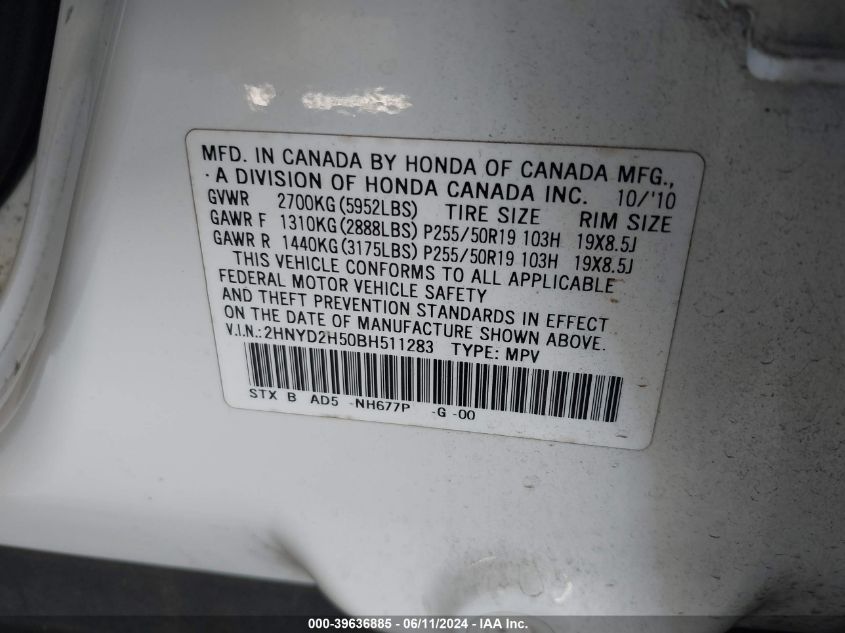 MFD. IN CANADA BY HONDA OF CANADA MFG.,
A DIVISION OF HONDA CANADA INC. 10/'10
GVWR 2700KG(5952LBS) TIRE SIZE RIM SIZE
GAWR F 1310KG(2888LBS) P255/50R19 103H 19X8.5J
GAWR R 1440KG(3175LBS) P255/50R19 103H 19X8.5J
THIS VEHICLE CONFORMS TO ALL APPLICABLE
FEDERAL MOTOR VEHICLE SAFETY
AND THEFT PREVENTION STANDARDS IN EFFECT
ON THE DATE OF MANUFACTURE SHOWN ABOVE.
V.I.N.:2HNYD2H50BH511283 TYPE: MPV
STX B AD5 -NH677P -G -00
000-39636885 - 06/11/2024 - IAAI.COM